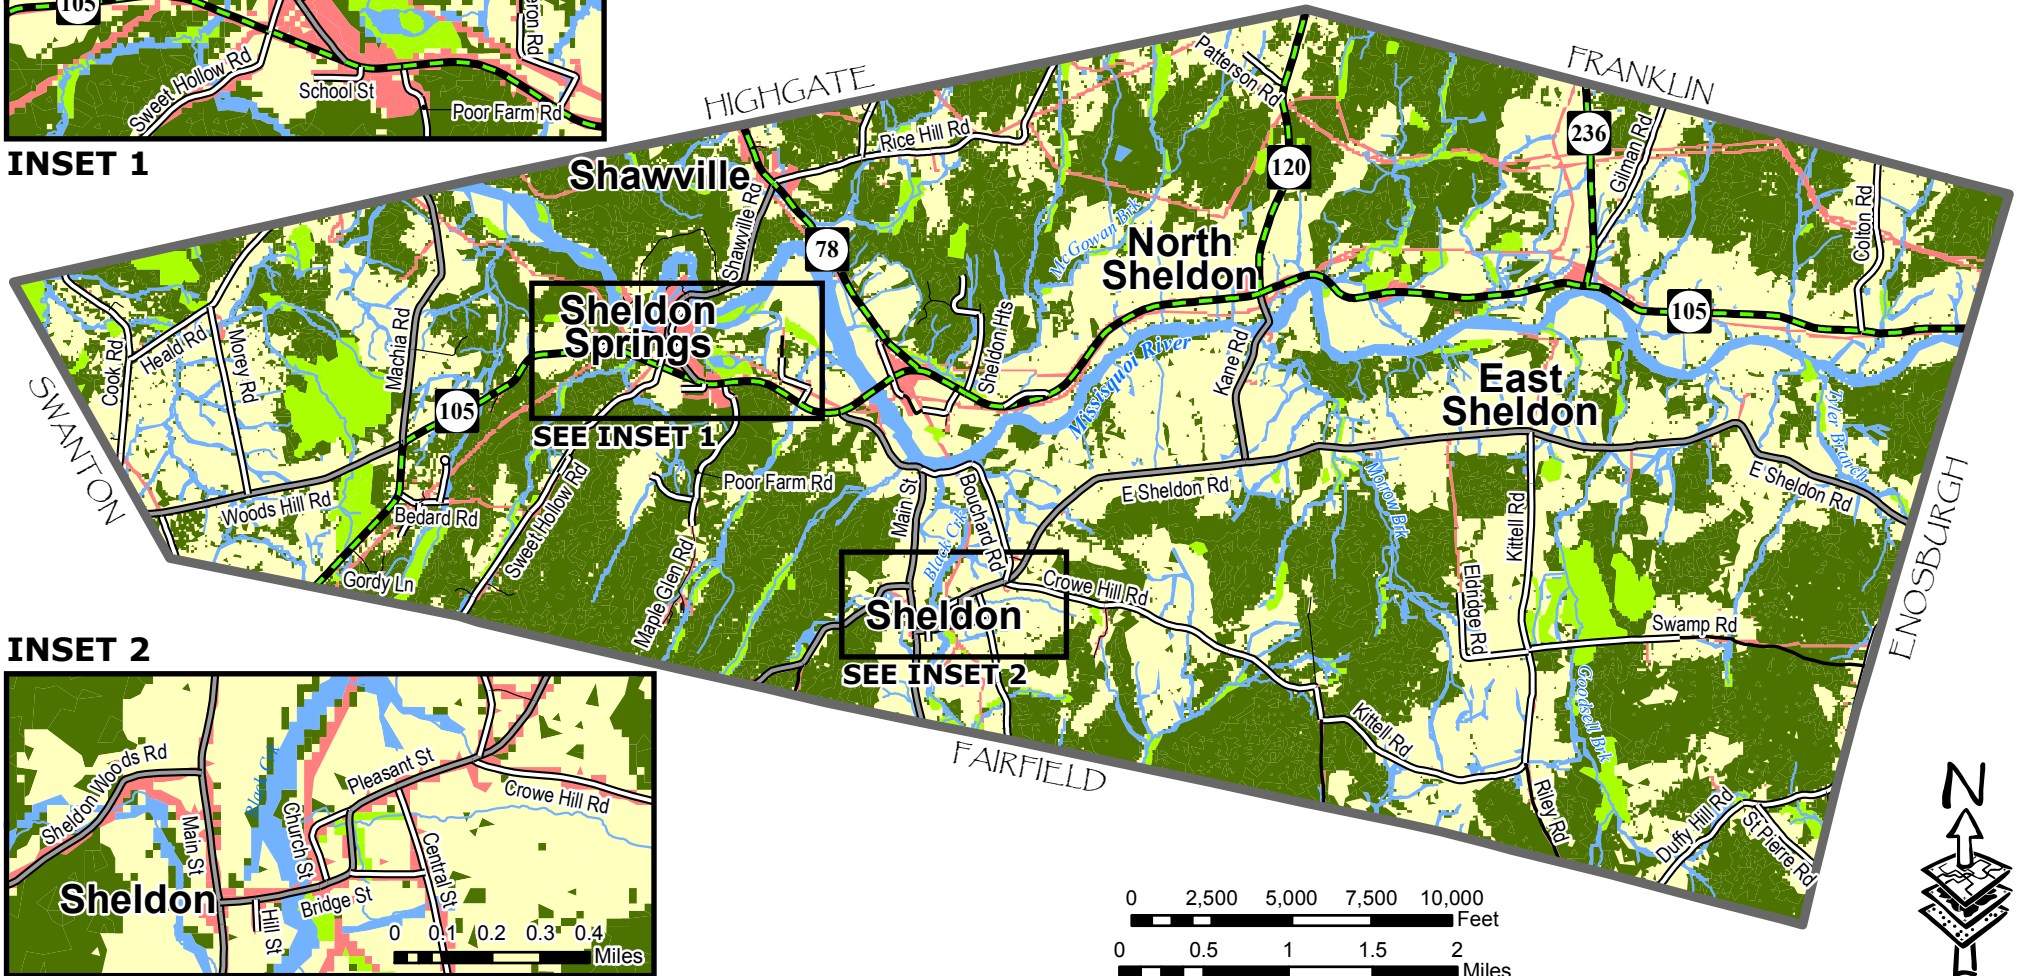 105
Sweet Hollow Rd
School St
Poor Farm Rd
eron Rd
INSET 1
HIGHGATE
FRANKLIN
SWANTON
ENOSBURGH
FAIRFIELD
Shawville
Shawville Rd
Rice Hill Rd
78
Patterson Rd
120
236
Gilman Rd
Colton Rd
McGowan Brk
North
Sheldon
Sheldon
Springs
SEE INSET 1
Sheldon Hts
Missisquoi River
Kane Rd
105
East
Sheldon
Tyler Branch
Cook Rd
Heald Rd
Morey Rd
Machia Rd
105
Woods Hill Rd
Bedard Rd
Gordy Ln
Sweet Hollow Rd
Poor Farm Rd
Maple Glen Rd
Main St
Black Crk
Bouchard Rd
E Sheldon Rd
E Sheldon Rd
Morrow Brk
Kittell Rd
Eldridge Rd
Swamp Rd
Crowe Hill Rd
Sheldon
SEE INSET 2
Kittell Rd
Goodsell Brk
Riley Rd
Duffy Hill Rd
St Pierre Rd
INSET 2
Sheldon Woods Rd
Black Crk
Pleasant St
Crowe Hill Rd
Main St
Church St
Central St
Sheldon
Hill St
Bridge St
0 0.1 0.2 0.3 0.4
Miles
0 2,500 5,000 7,500 10,000
Feet
0 0.5 1 1.5 2
Miles
N